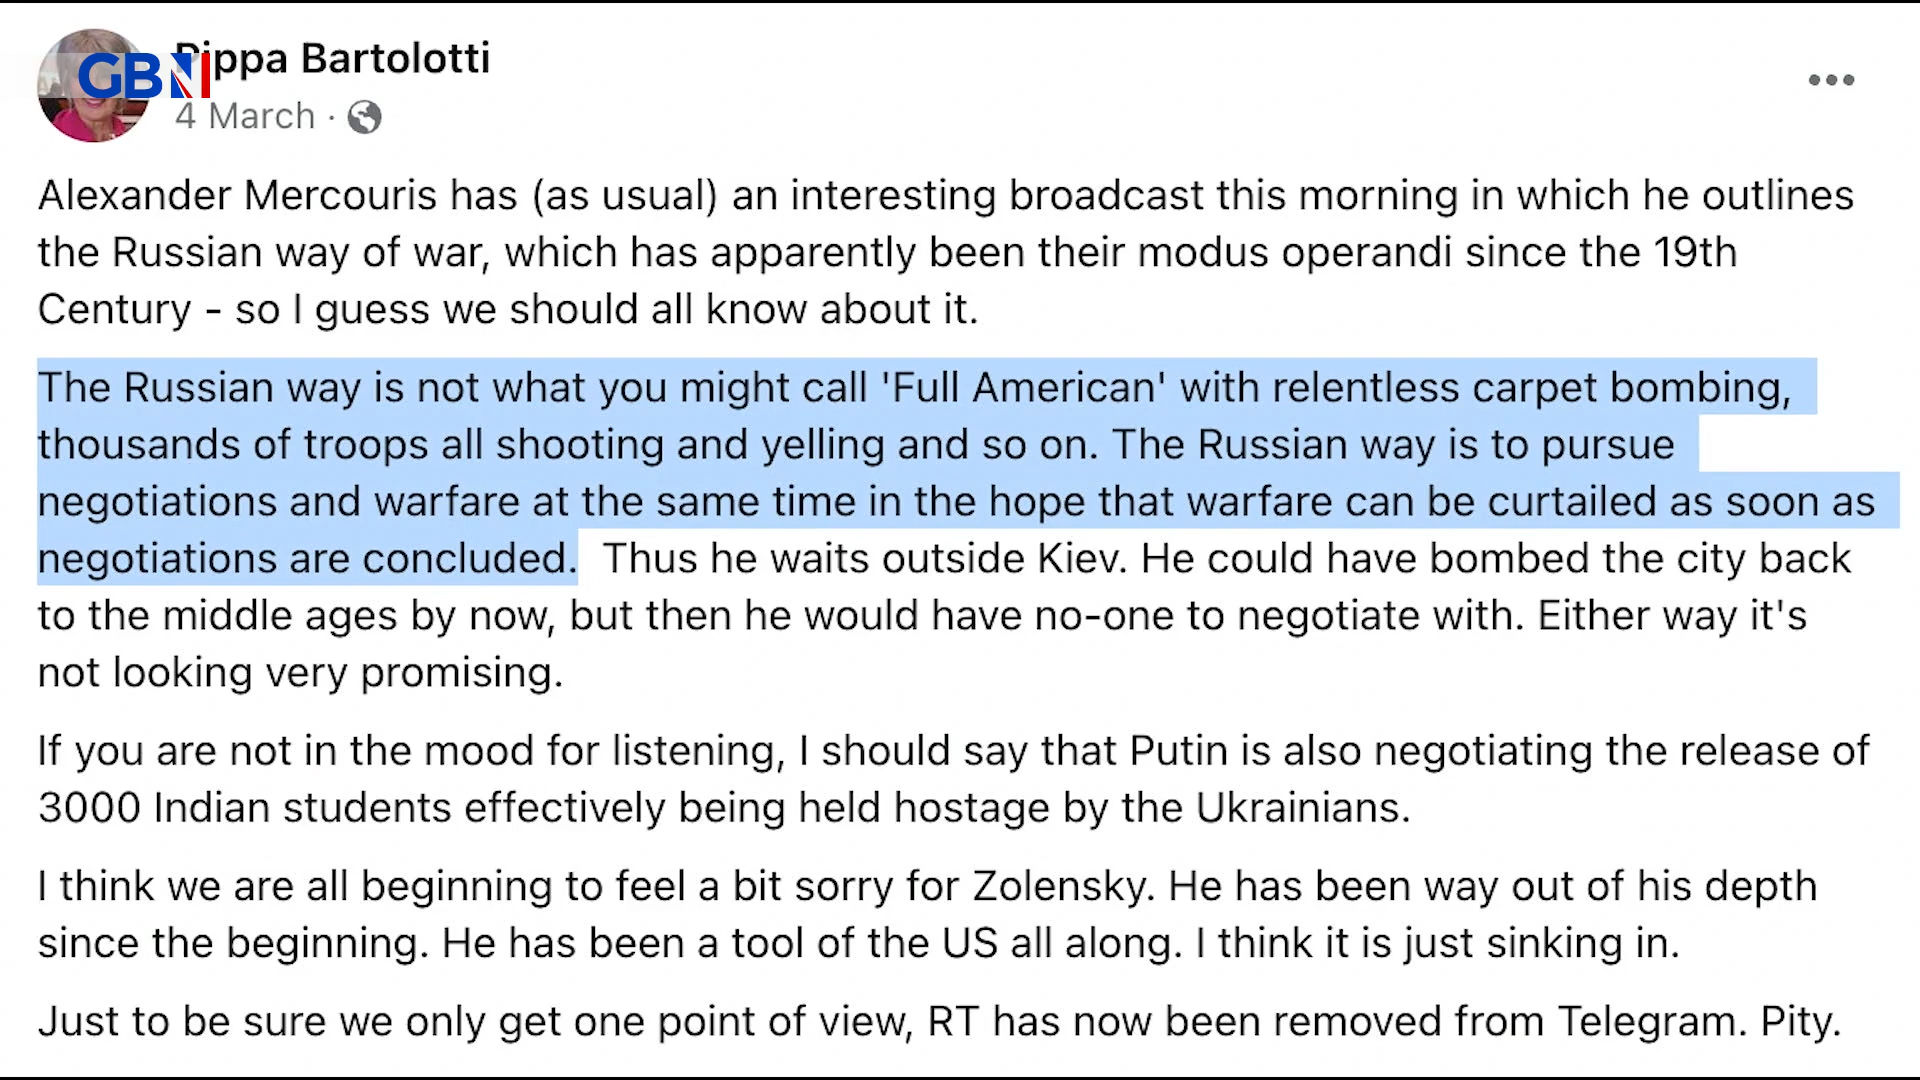 GBN
Pippa Bartolotti
4 March ·
Alexander Mercouris has (as usual) an interesting broadcast this morning in which he outlines
the Russian way of war, which has apparently been their modus operandi since the 19th
Century - so I guess we should all know about it.
The Russian way is not what you might call 'Full American' with relentless carpet bombing,
thousands of troops all shooting and yelling and so on. The Russian way is to pursue
negotiations and warfare at the same time in the hope that warfare can be curtailed as soon as
negotiations are concluded. Thus he waits outside Kiev. He could have bombed the city back
to the middle ages by now, but then he would have no-one to negotiate with. Either way it's
not looking very promising.
If you are not in the mood for listening, I should say that Putin is also negotiating the release of
3000 Indian students effectively being held hostage by the Ukrainians.
I think we are all beginning to feel a bit sorry for Zolensky. He has been way out of his depth
since the beginning. He has been a tool of the US all along. I think it is just sinking in.
Just to be sure we only get one point of view, RT has now been removed from Telegram. Pity.